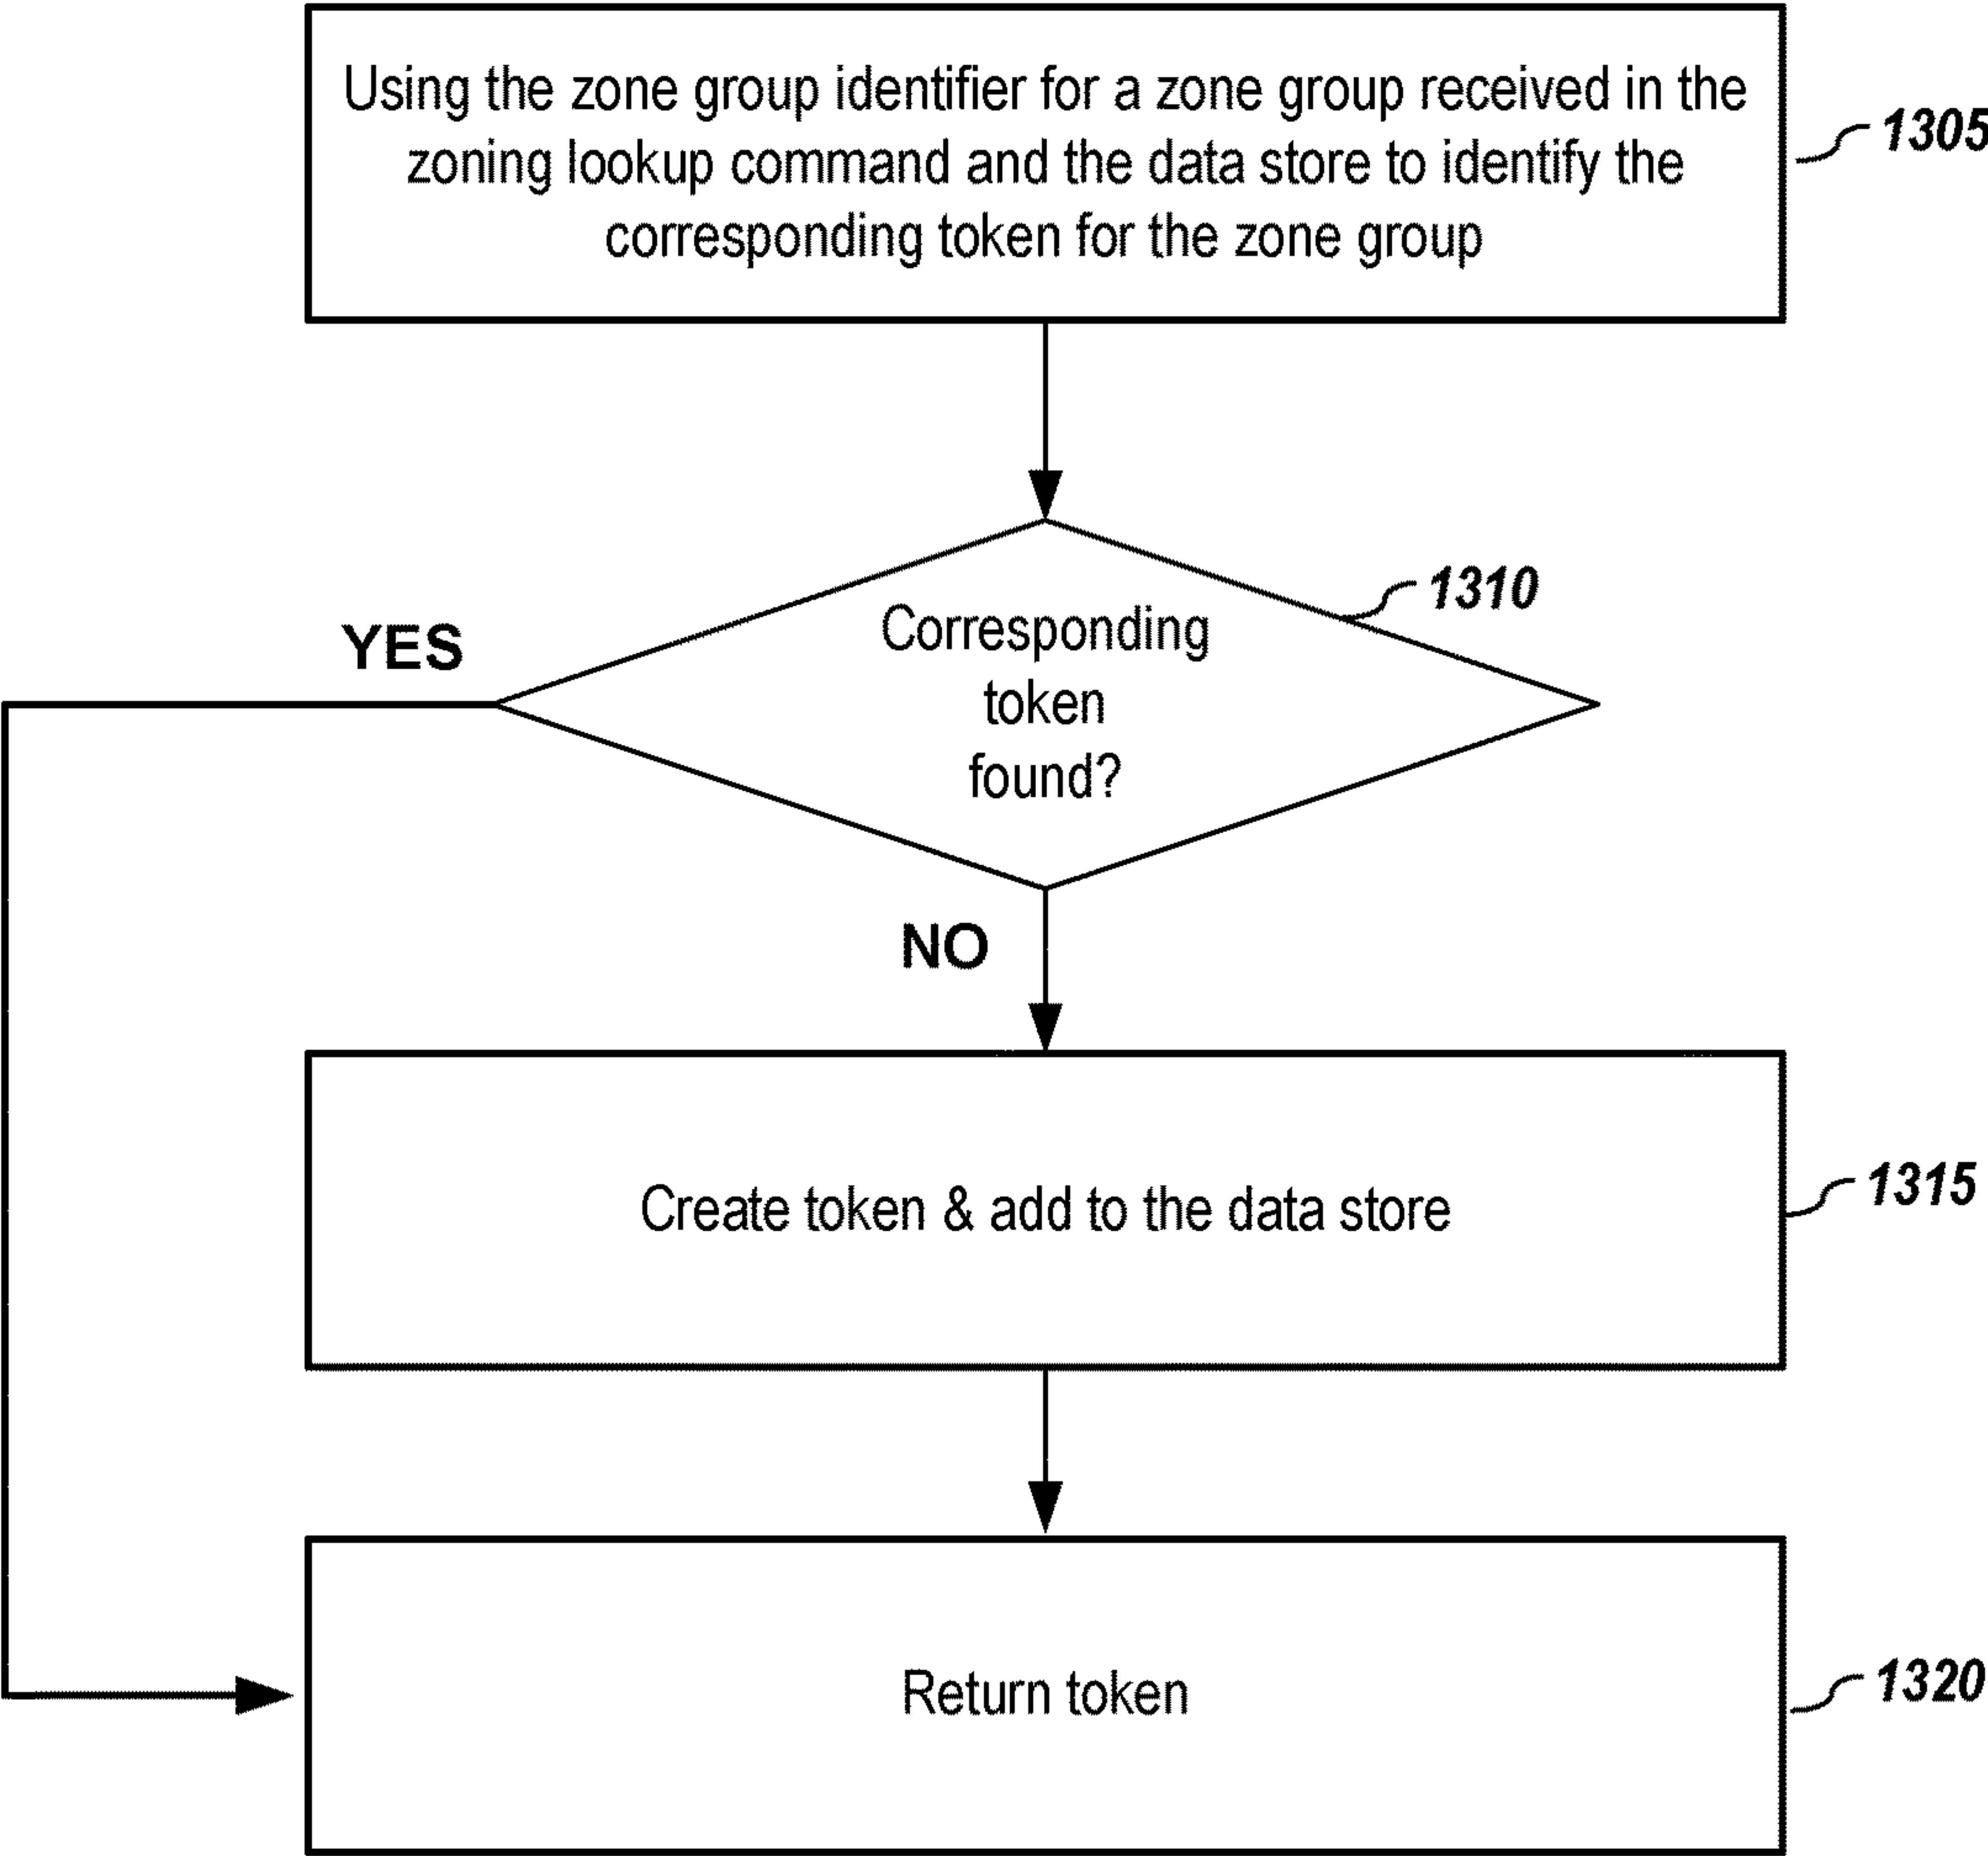 Using the zone group identifier for a zone group received in the
zoning lookup command and the data store to identify the
corresponding token for the zone group
1305
1310
Corresponding
token
found?
YES
NO
Create token & add to the data store
1315
Return token
1320